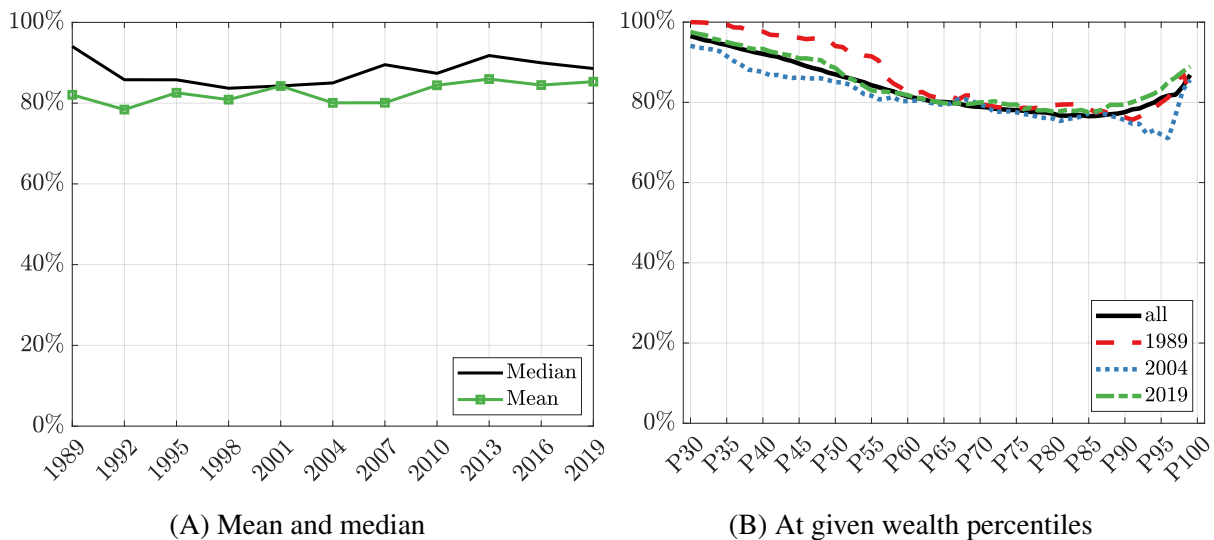 100%
80%
60%
40%
20%
0%
1989
1992
1995
1998
2001
2004
2007
2010
2013
2016
2019
Median
Mean
(A) Mean and median
100%
80%
60%
40%
20%
0%
P30
P35
P40
P45
P50
P55
P60
P65
P70
P75
P80
P85
P90
P95
P100
all
1989
2004
2019
(B) At given wealth percentiles